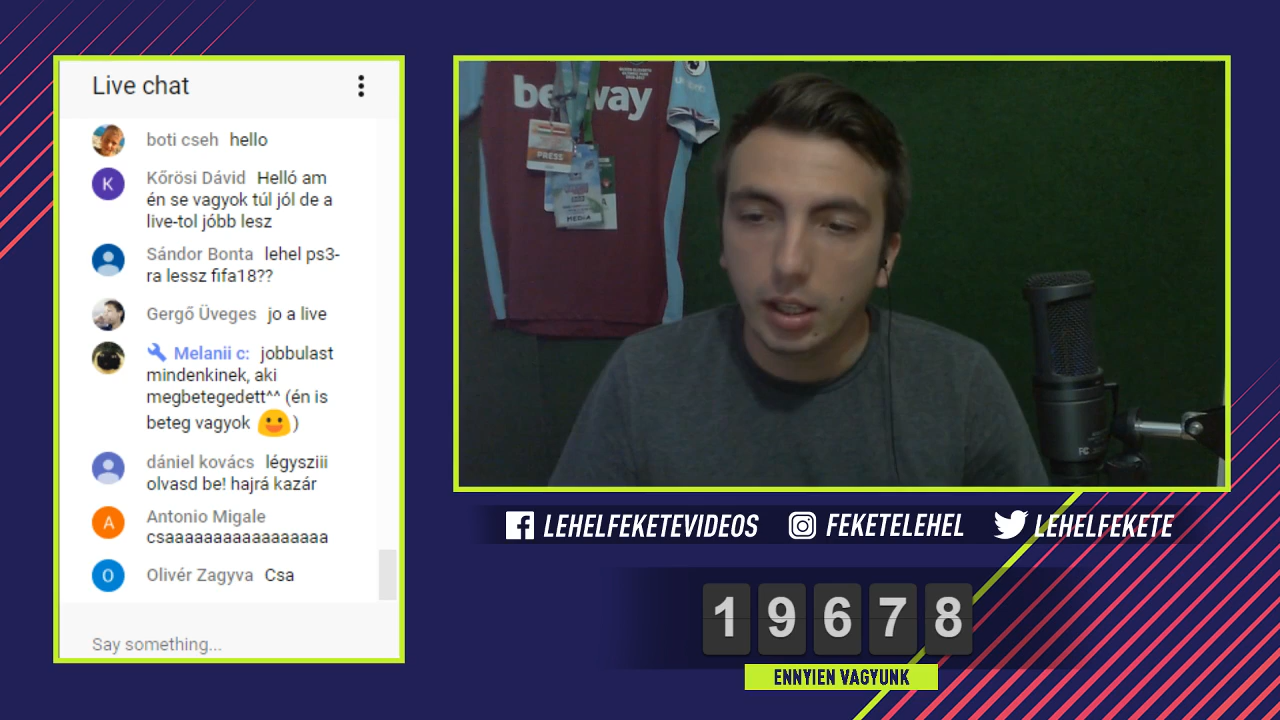 Live chat
boti cseh hello
K
Kőrösi Dávid Helló am
én se vagyok túl jól de a
live-tol jóbb lesz
Sándor Bonta lehel ps3-
ra lessz fifa18??
Gergő Üveges jo a live
Melanii c: jobbulast
mindenkinek, aki
megbetegedett^^ (én is
beteg vagyok )
dániel kovács légysziii
olvasd be! hajrá kazár
A
Antonio Migale
csaaaaaaaaaaaaaaaaa
O
Olivér Zagyva Csa
Say something...
PRESS
MEDIA
LEHELFEKETEVIDEOS
FEKETELEHEL
LEHELFEKETE
19678
ENNYIEN VAGYUNK